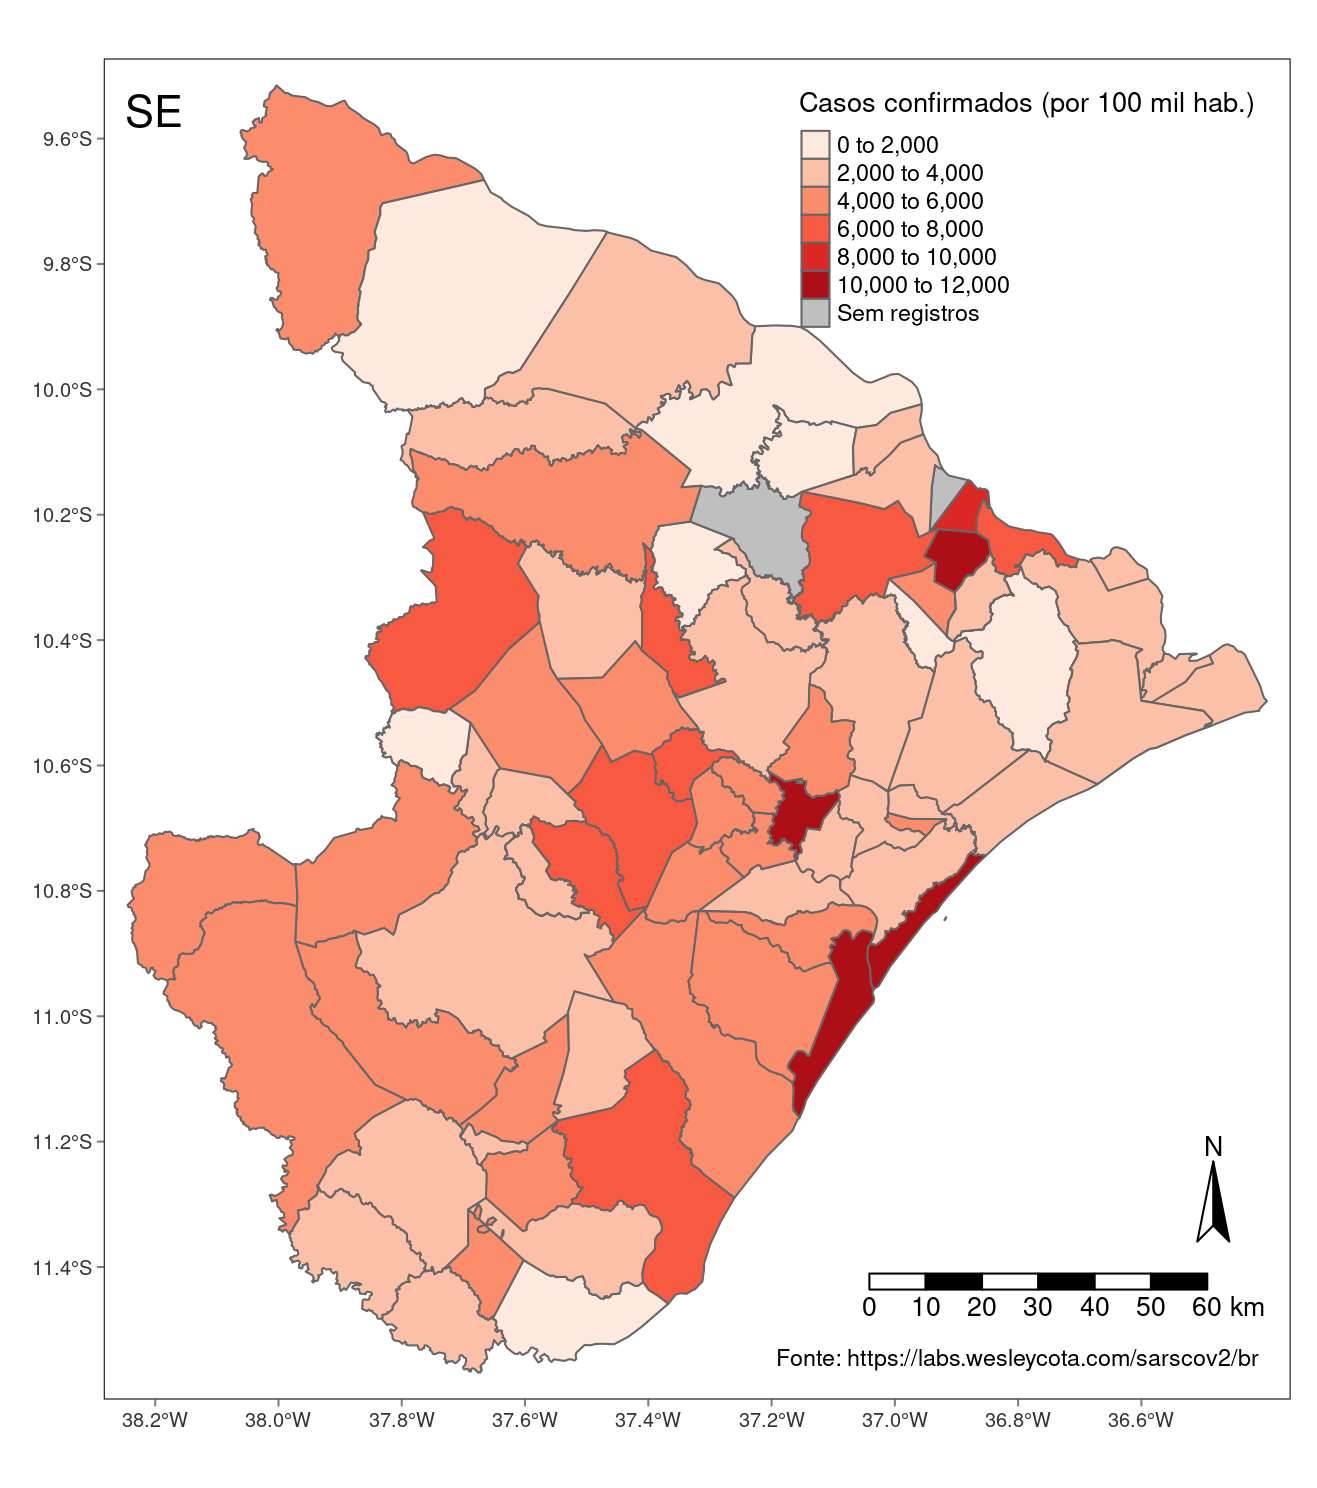 SE
Casos confirmados (por 100 mil hab.)
0 to 2,000
2,000 to 4,000
4,000 to 6,000
6,000 to 8,000
8,000 to 10,000
10,000 to 12,000
Sem registros
9.6°S
9.8°S
10.0°S
10.2°S
10.4°S
10.6°S
10.8°S
11.0°S
11.2°S
11.4°S
N
0 10 20 30 40 50 60 km
Fonte: https://labs.wesleycota.com/sarscov2/br
38.2°W 38.0°W 37.8°W 37.6°W 37.4°W 37.2°W 37.0°W 36.8°W 36.6°W